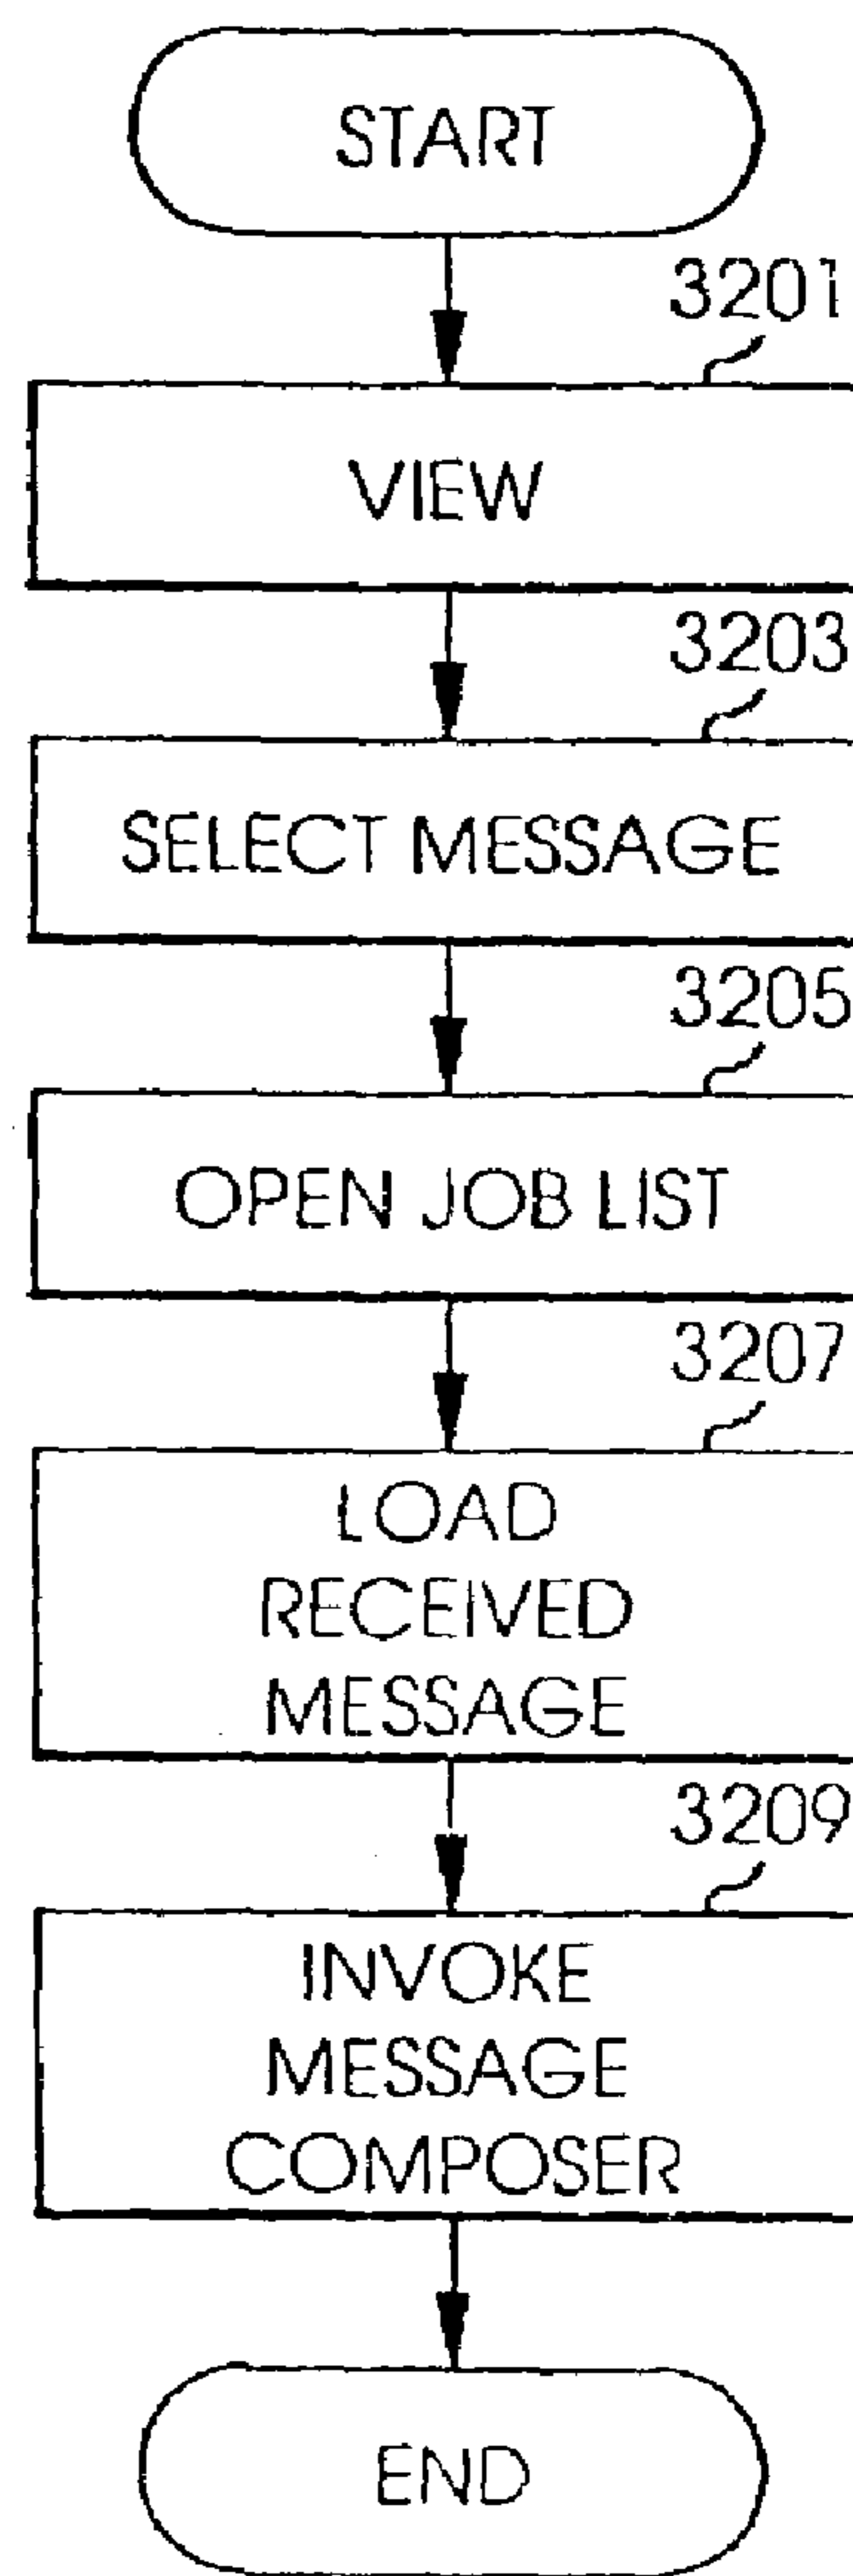 START
3201
VIEW
3203
SELECT MESSAGE
3205
OPEN JOB LIST
3207
LOAD
RECEIVED
MESSAGE
3209
INVOKE
MESSAGE
COMPOSER
END